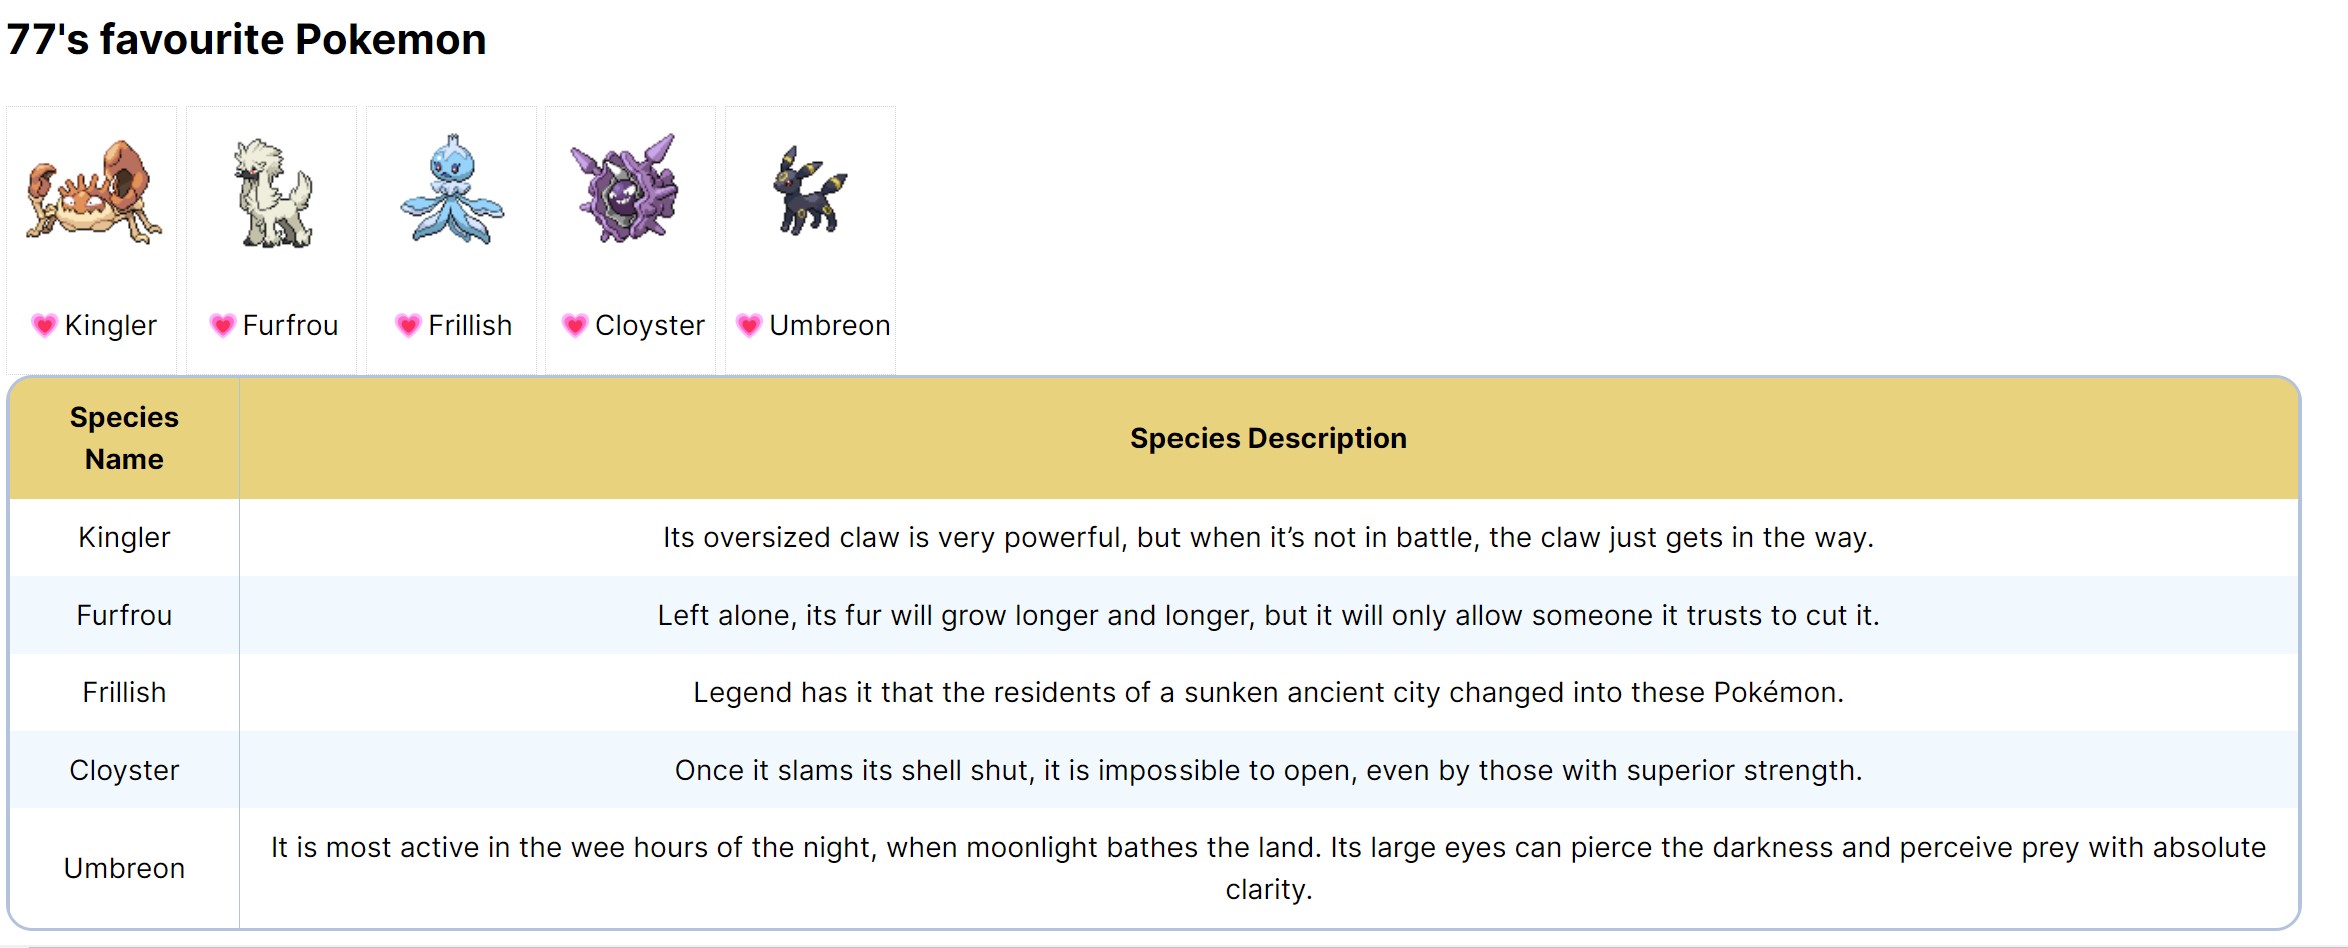 77's favourite Pokemon
Kingler
Furfrou
Frillish
Cloyster
Umbreon
Species
Name
Species Description
Kingler
Its oversized claw is very powerful, but when it’s not in battle, the claw just gets in the way.
Furfrou
Left alone, its fur will grow longer and longer, but it will only allow someone it trusts to cut it.
Frillish
Legend has it that the residents of a sunken ancient city changed into these Pokémon.
Cloyster
Once it slams its shell shut, it is impossible to open, even by those with superior strength.
Umbreon
It is most active in the wee hours of the night, when moonlight bathes the land. Its large eyes can pierce the darkness and perceive prey with absolute
clarity.